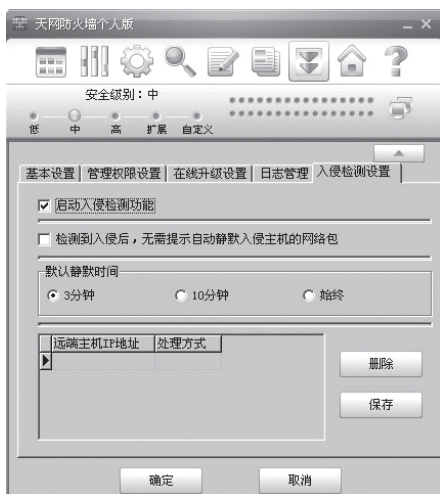 天网防火墙个人版
安全级别：中
低 中 高 扩展 自定义
基本设置 管理权限设置 在线升级设置 日志管理 入侵检测设置
启动入侵检测功能
检测到入侵后，无需提示自动静默入侵主机的网络包
默认静默时间
3分钟 10分钟 始终
远端主机IP地址 处理方式
删除
保存
确定 取消